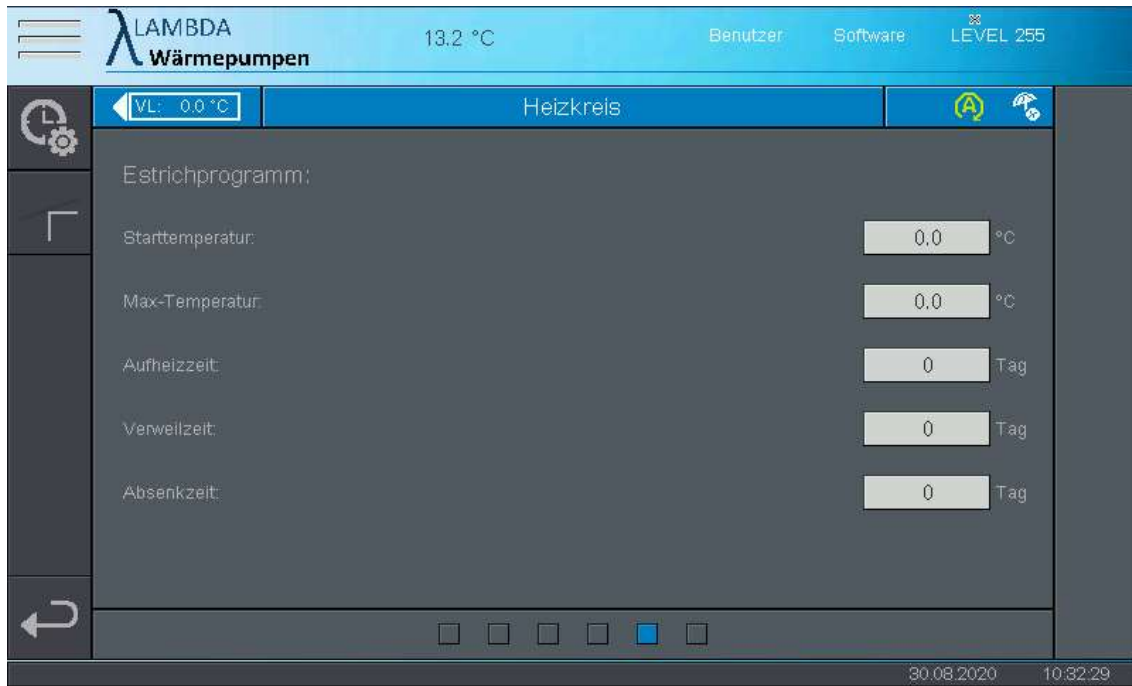 λ LAMBDA
Wärmepumpen
13.2 °C
Benutzer
Software
LEVEL 255
VL: 0.0 °C
Heizkreis
A
Estrichprogramm:
Starttemperatur: 0,0 °C
Max-Temperatur: 0,0 °C
Aufheizzeit: 0 Tag
Verweilzeit: 0 Tag
Absenkzeit: 0 Tag
30.08.2020 10:32:29